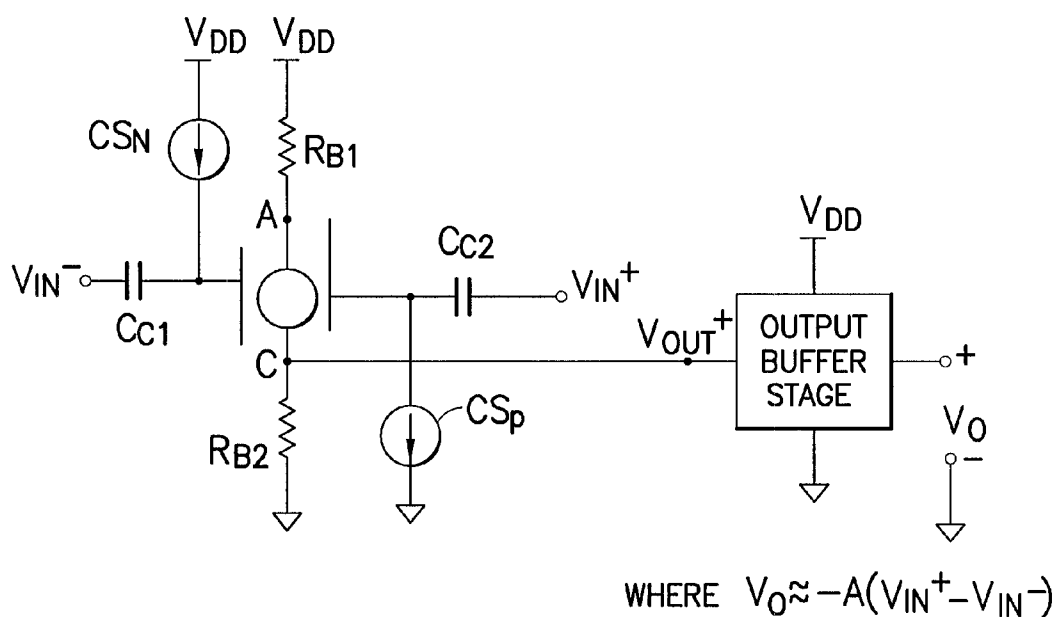 VDD VDD
CSN
RB1
A
CC2
VDD
VIN- VIN+
CC1
OUTPUT
BUFFER
STAGE
VOUT+
+
C
CSp
VO
RB2
-
WHERE VO≈-A(VIN+-VIN-)